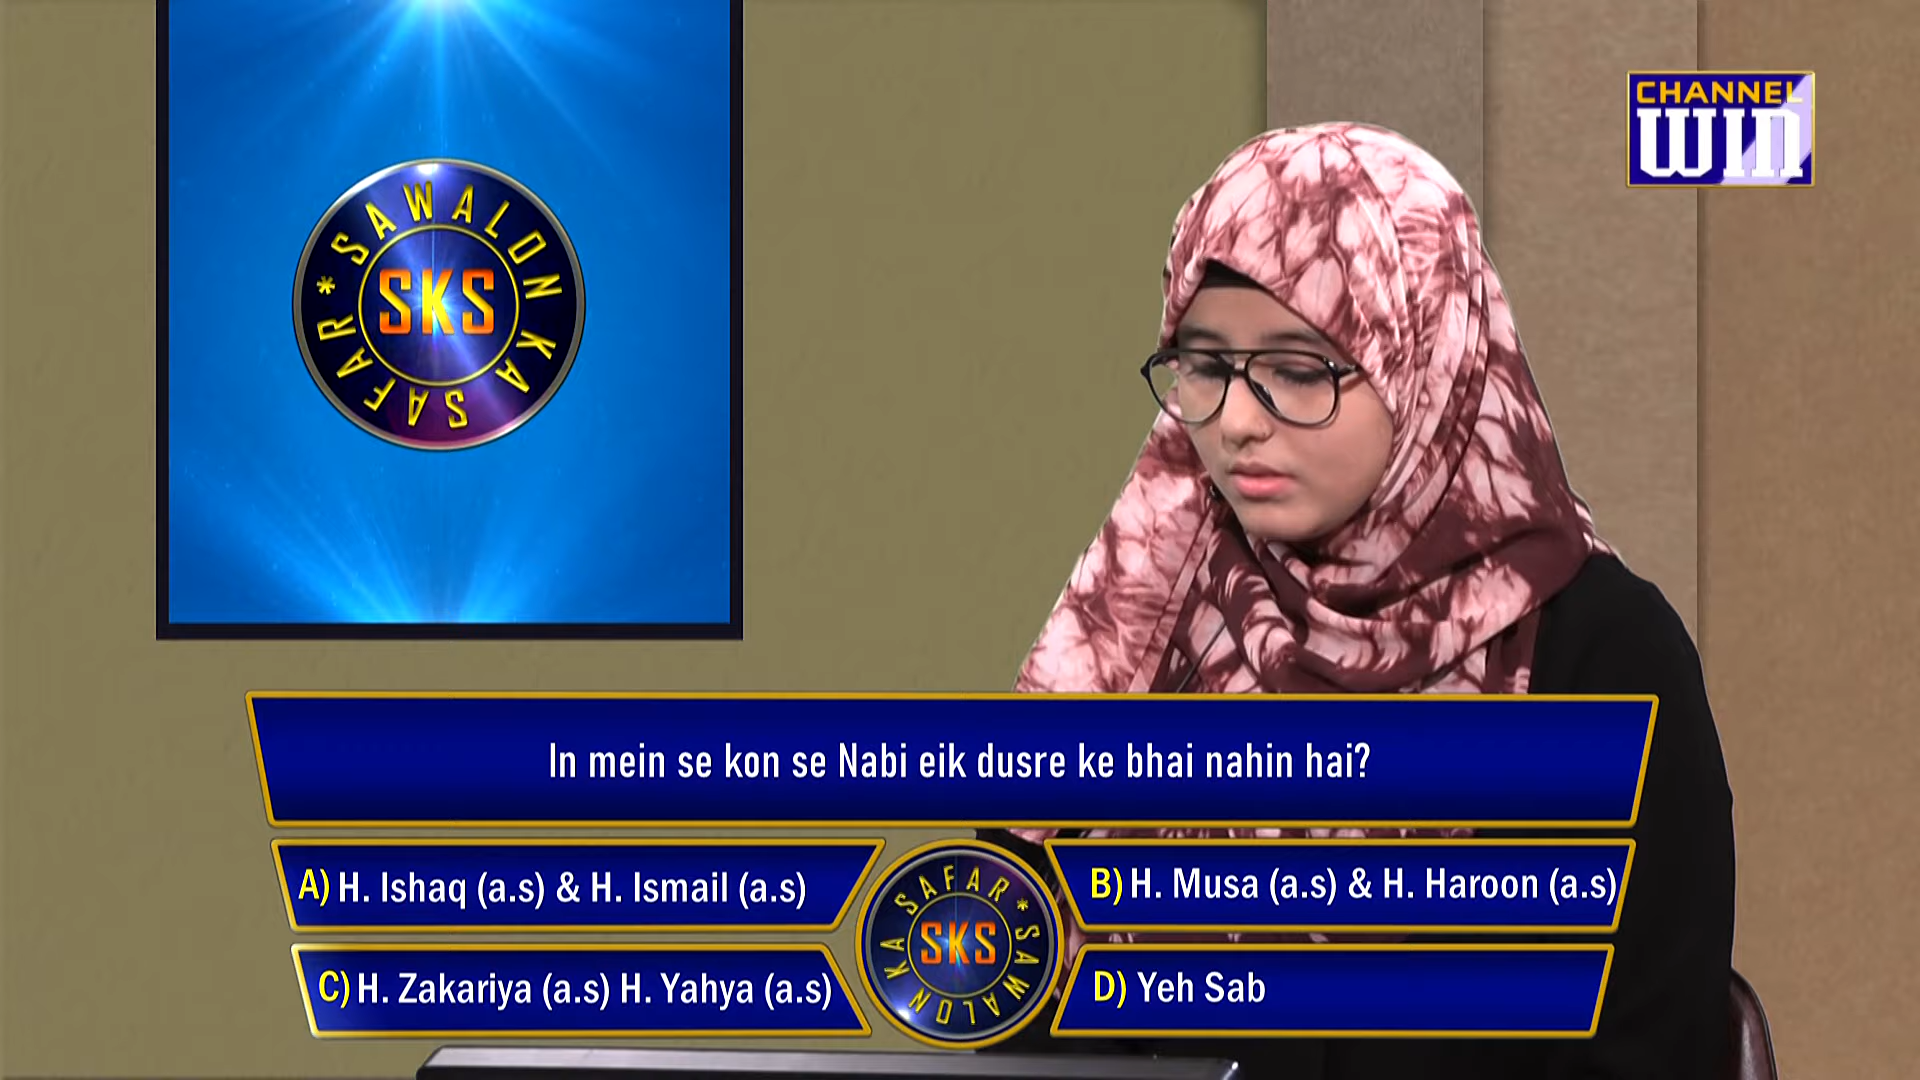 CHANNEL
WIN
* SAWALON KA SAFAR
SKS
In mein se kon se Nabi eik dusre ke bhai nahin hai?
A) H. Ishaq (a.s) & H. Ismail (a.s)
B) H. Musa (a.s) & H. Haroon (a.s)
C) H. Zakariya (a.s) H. Yahya (a.s)
D) Yeh Sab
* SAWALON KA SAFAR
SKS